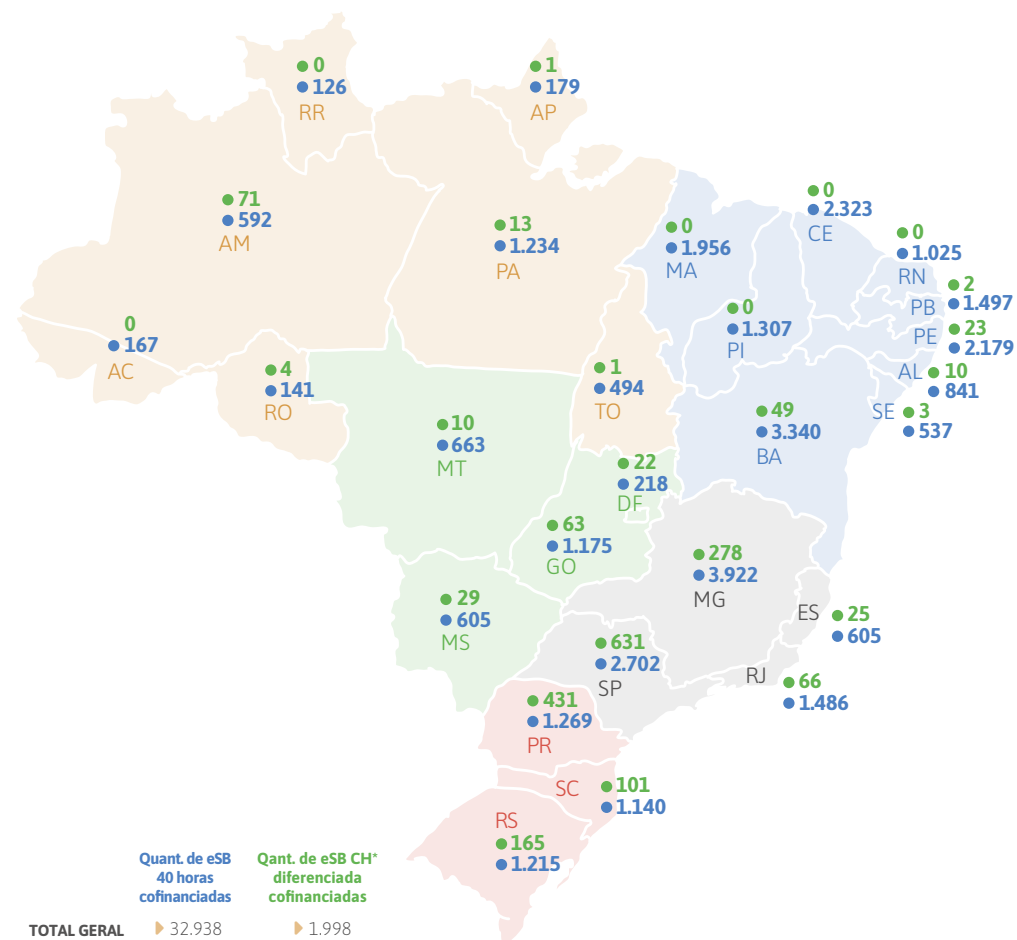 0
126
RR
1
179
AP
71
592
AM
13
1.234
PA
0
1.956
MA
0
2.323
CE
0
1.025
RN
2
PB 1.497
23
PE
2.179
0
1.307
PI
AL 10
841
SE 3
537
0
167
AC
4
141
RO
1
494
TO
49
3.340
BA
10
663
MT
22
218
DF
63
1.175
GO
278
3.922
MG
ES 25
605
29
605
MS
631
2.702
SP
RJ 66
1.486
431
1.269
PR
SC 101
1.140
RS
165
1.215
Quant. de eSB
40 horas
cofinanciadas
Qant. de eSB CH*
diferenciada
cofinanciadas
TOTAL GERAL 32.938 1.998